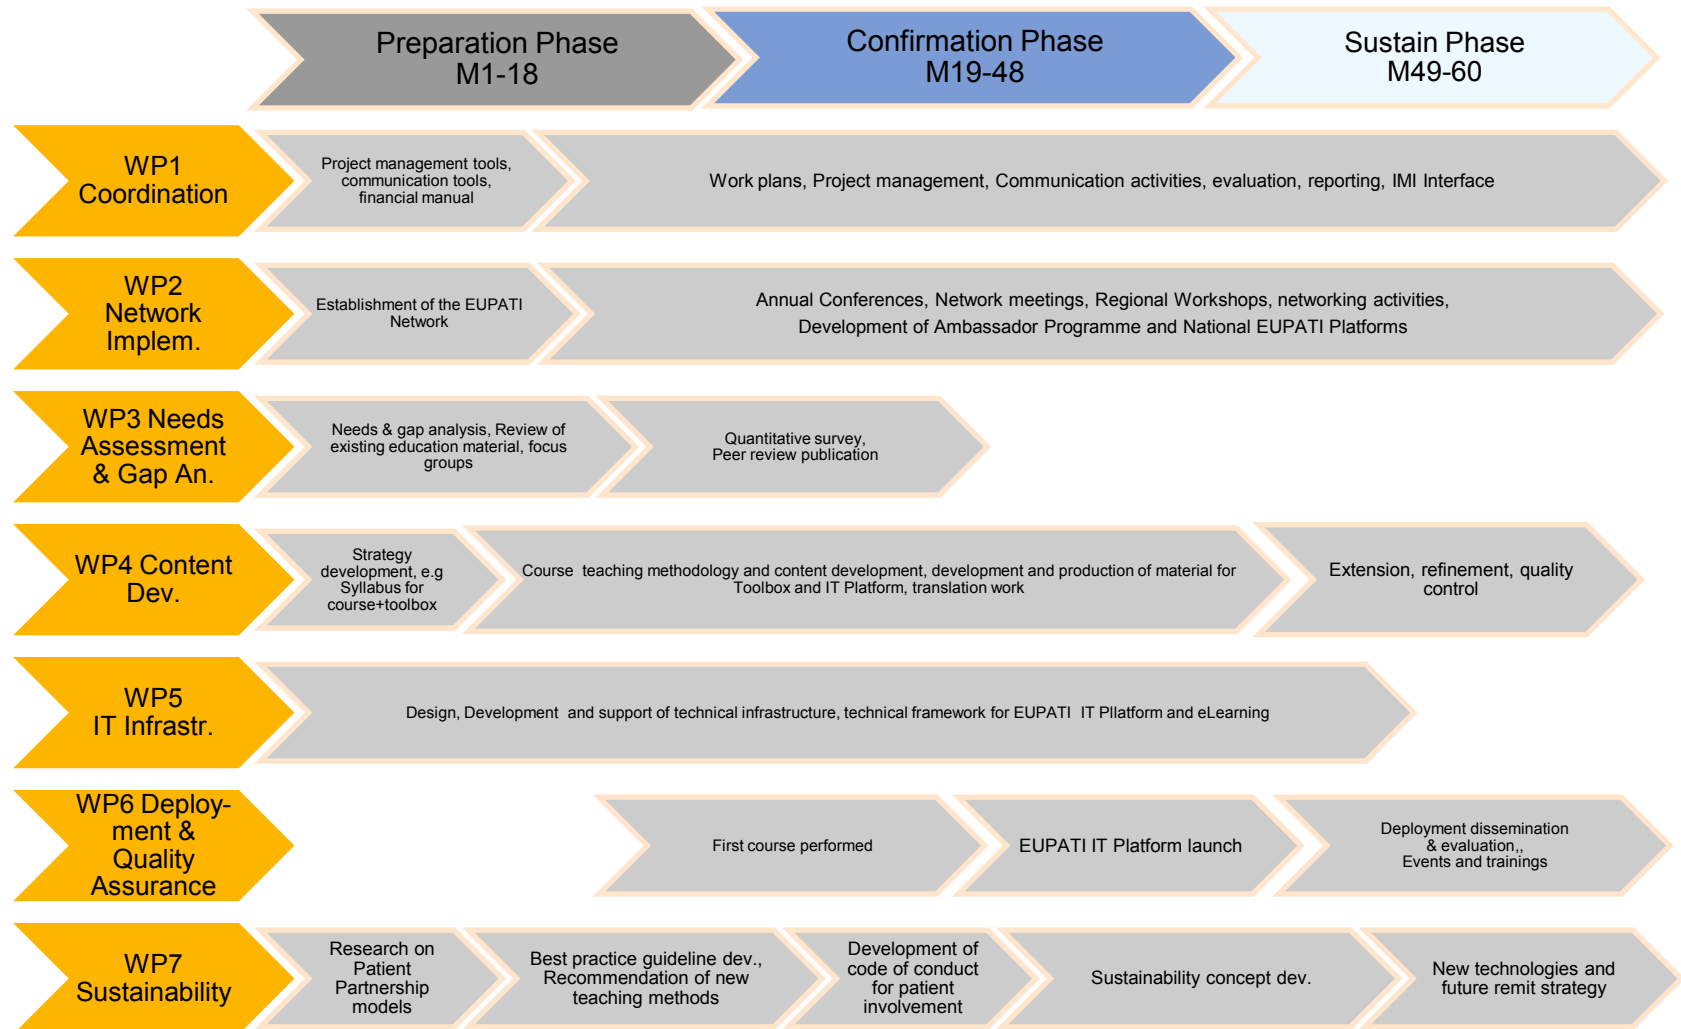 Preparation Phase
M1-18
Confirmation Phase
M19-48
Sustain Phase
M49-60
WP1
Coordination
Project management tools,
communication tools,
financial manual
Work plans, Project management, Communication activities, evaluation, reporting, IMI Interface
WP2
Network
Implem.
Establishment of the EUPATI
Network
Annual Conferences, Network meetings, Regional Workshops, networking activities,
Development of Ambassador Programme and National EUPATI Platforms
WP3 Needs
Assessment
& Gap An.
Needs & gap analysis, Review of
existing education material, focus
groups
Quantitative survey,
Peer review publication
WP4 Content
Dev.
Strategy
development, e.g
Syllabus for
course+toolbox
Course teaching methodology and content development, development and production of material for
Toolbox and IT Platform, translation work
Extension, refinement, quality
control
WP5
IT Infrastr.
Design, Development and support of technical infrastructure, technical framework for EUPATI IT Pllatform and eLearning
WP6 Deploy-
ment &
Quality
Assurance
First course performed
EUPATI IT Platform launch
Deployment dissemination
& evaluation,,
Events and trainings
WP7
Sustainability
Research on
Patient
Partnership
models
Best practice guideline dev.,
Recommendation of new
teaching methods
Development of
code of conduct
for patient
involvement
Sustainability concept dev.
New technologies and
future remit strategy